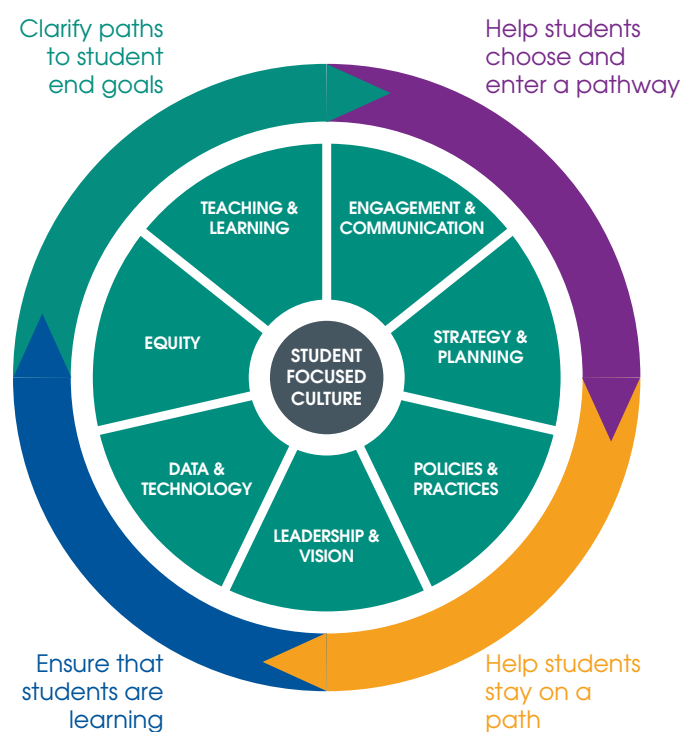 Clarify paths
to student
end goals
Help students
choose and
enter a pathway
TEACHING &
LEARNING
ENGAGEMENT &
COMMUNICATION
EQUITY
STRATEGY &
PLANNING
STUDENT
FOCUSED
CULTURE
DATA &
TECHNOLOGY
POLICIES &
PRACTICES
LEADERSHIP &
VISION
Ensure that
students are
learning
Help students
stay on a
path